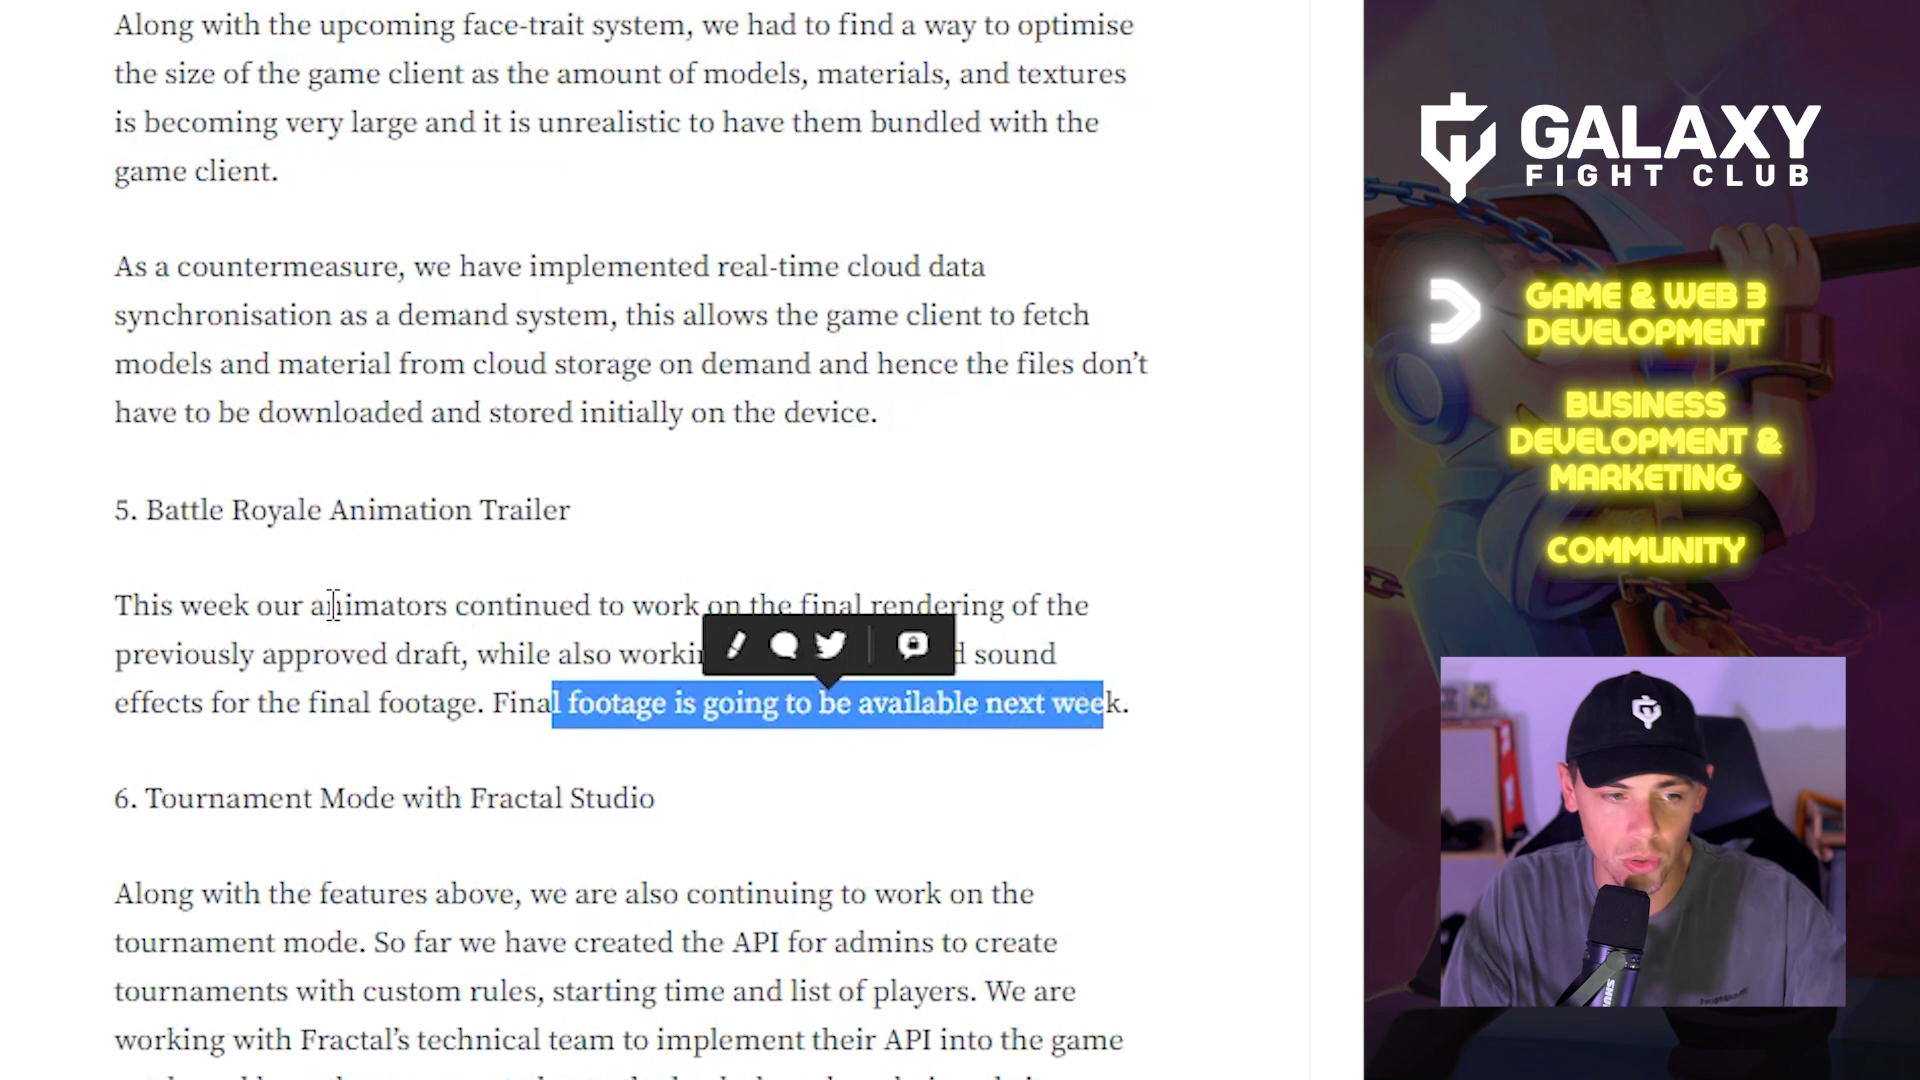 Along with the upcoming face-trait system, we had to find a way to optimise
the size of the game client as the amount of models, materials, and textures
is becoming very large and it is unrealistic to have them bundled with the
game client.
As a countermeasure, we have implemented real-time cloud data
synchronisation as a demand system, this allows the game client to fetch
models and material from cloud storage on demand and hence the files don’t
have to be downloaded and stored initially on the device.
5. Battle Royale Animation Trailer
This week our animators continued to work on the final rendering of the
previously approved draft, while also sound
effects for the final footage. Final footage is going to be available next week.
6. Tournament Mode with Fractal Studio
Along with the features above, we are also continuing to work on the
tournament mode. So far we have created the API for admins to create
tournaments with custom rules, starting time and list of players. We are
working with Fractal’s technical team to implement their API into the game
GALAXY
FIGHT CLUB
GAME & WEB 3
DEVELOPMENT
BUSINESS
DEVELOPMENT &
MARKETING
COMMUNITY